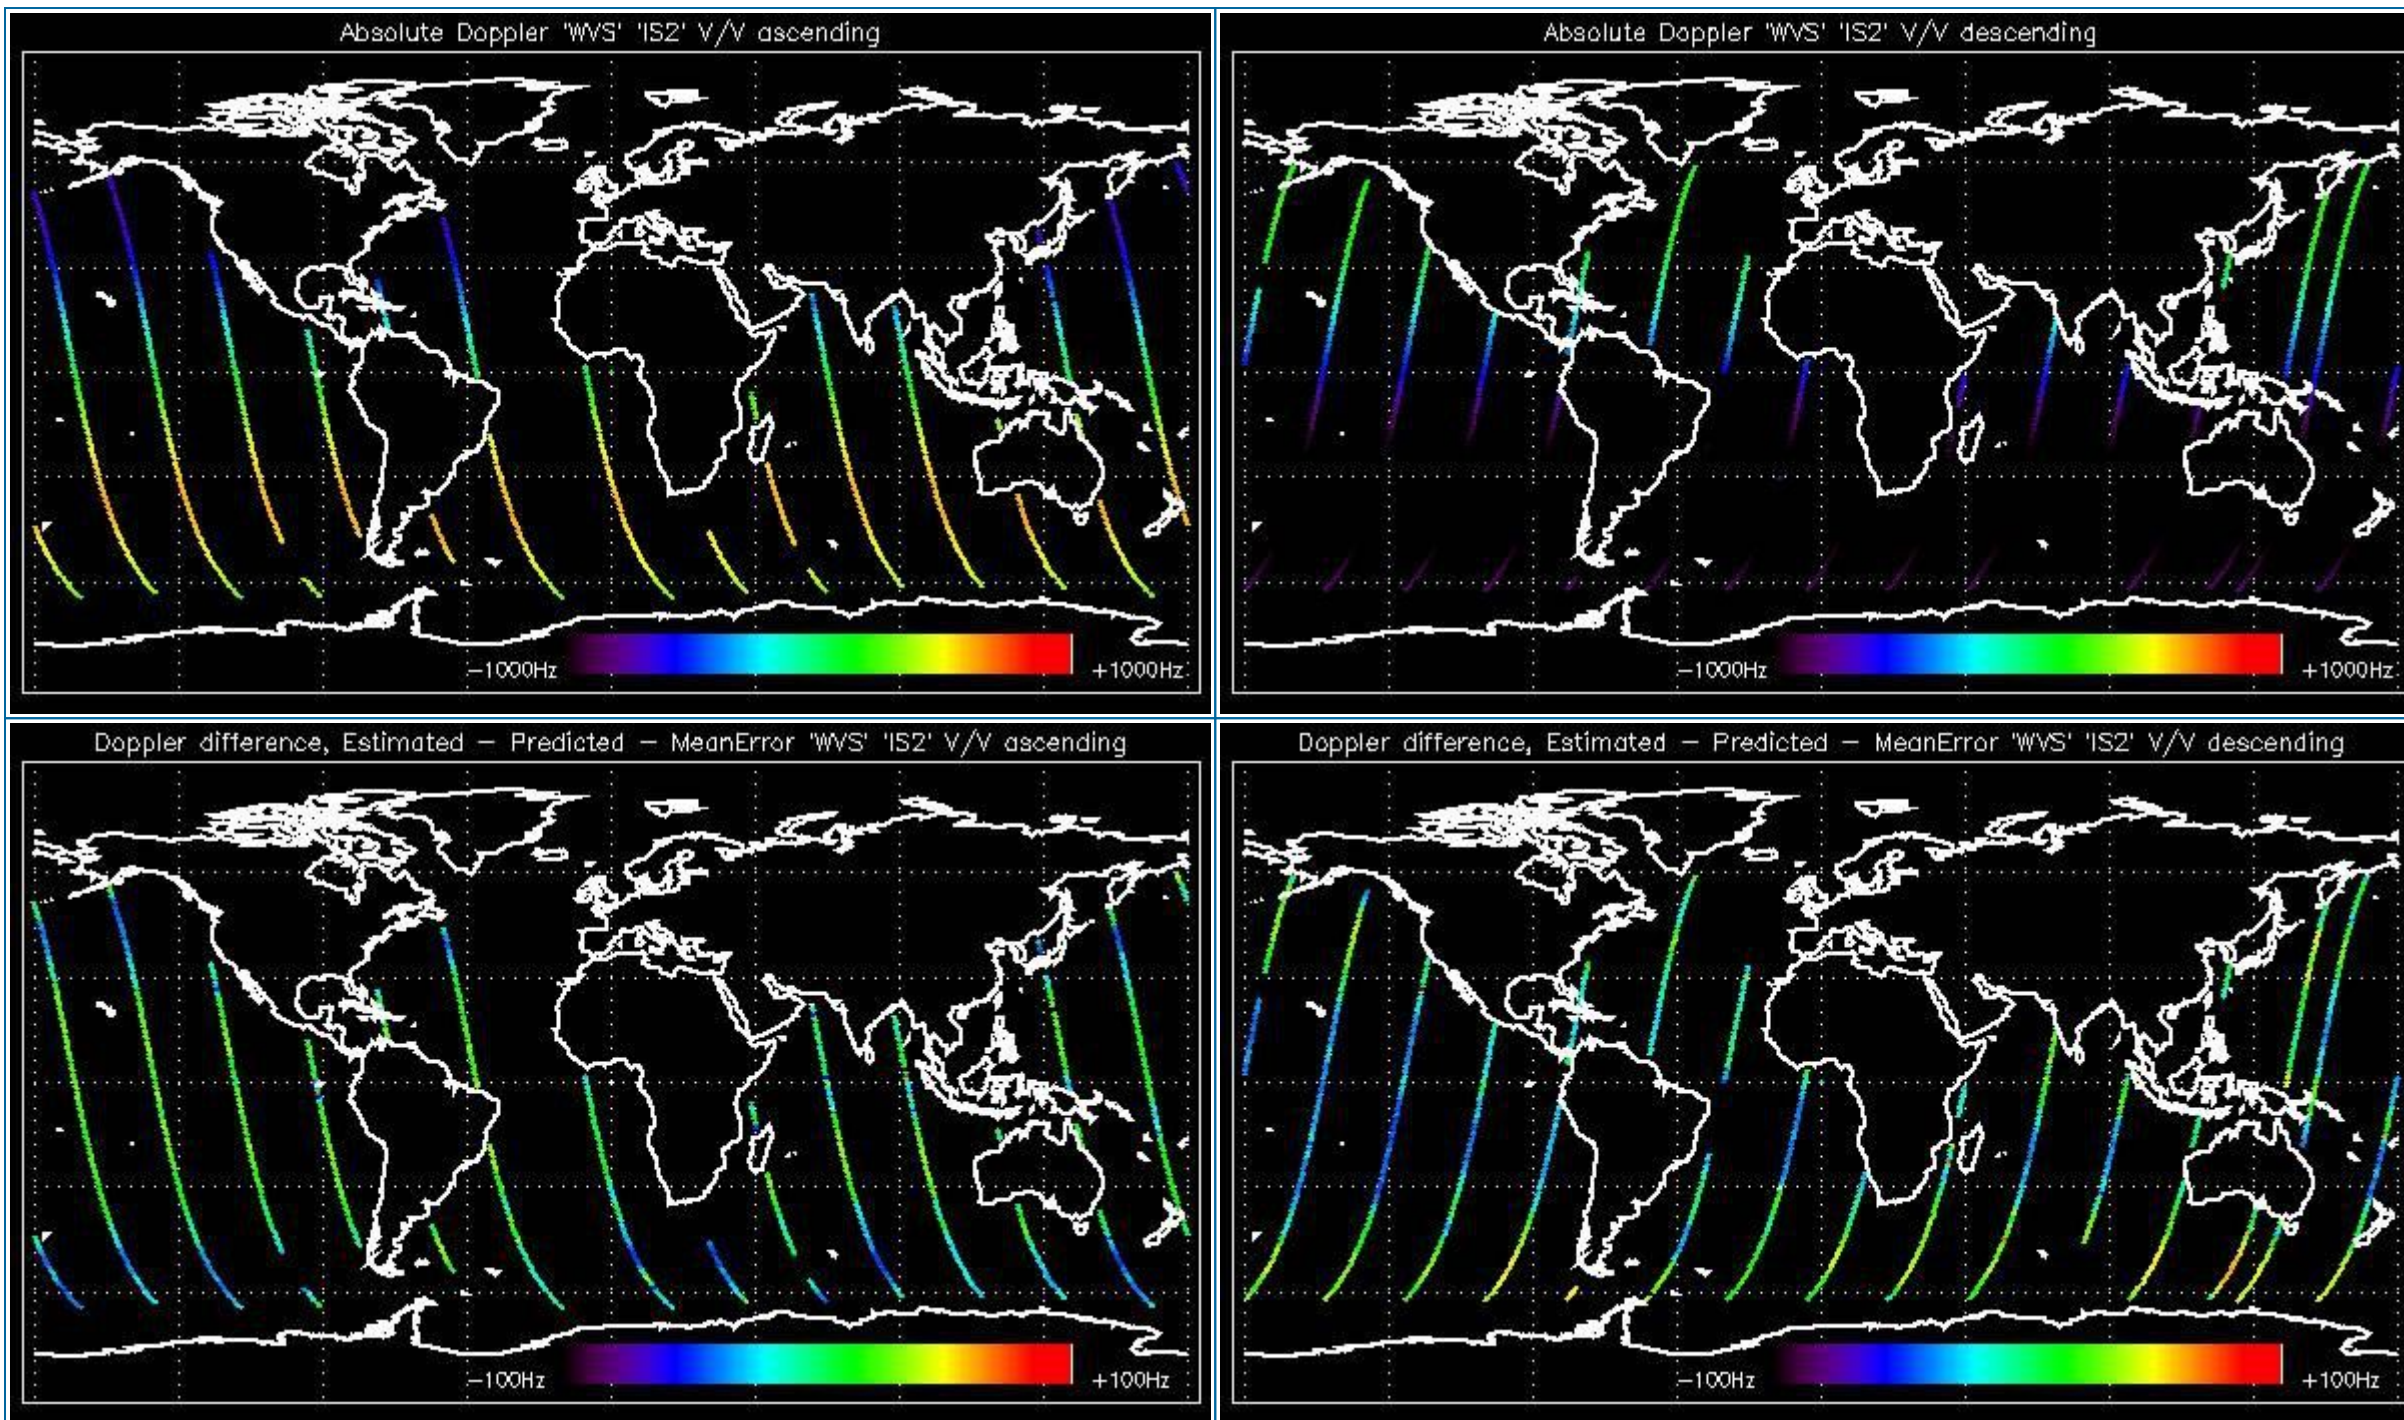 Absolute Doppler 'WVS' 'IS2' V/V ascending
-1000Hz
+1000Hz
Absolute Doppler 'WVS' 'IS2' V/V descending
-1000Hz
+1000Hz
Doppler difference, Estimated - Predicted - MeanError 'WVS' 'IS2' V/V ascending
-100Hz
+100Hz
Doppler difference, Estimated - Predicted - MeanError 'WVS' 'IS2' V/V descending
-100Hz
+100Hz